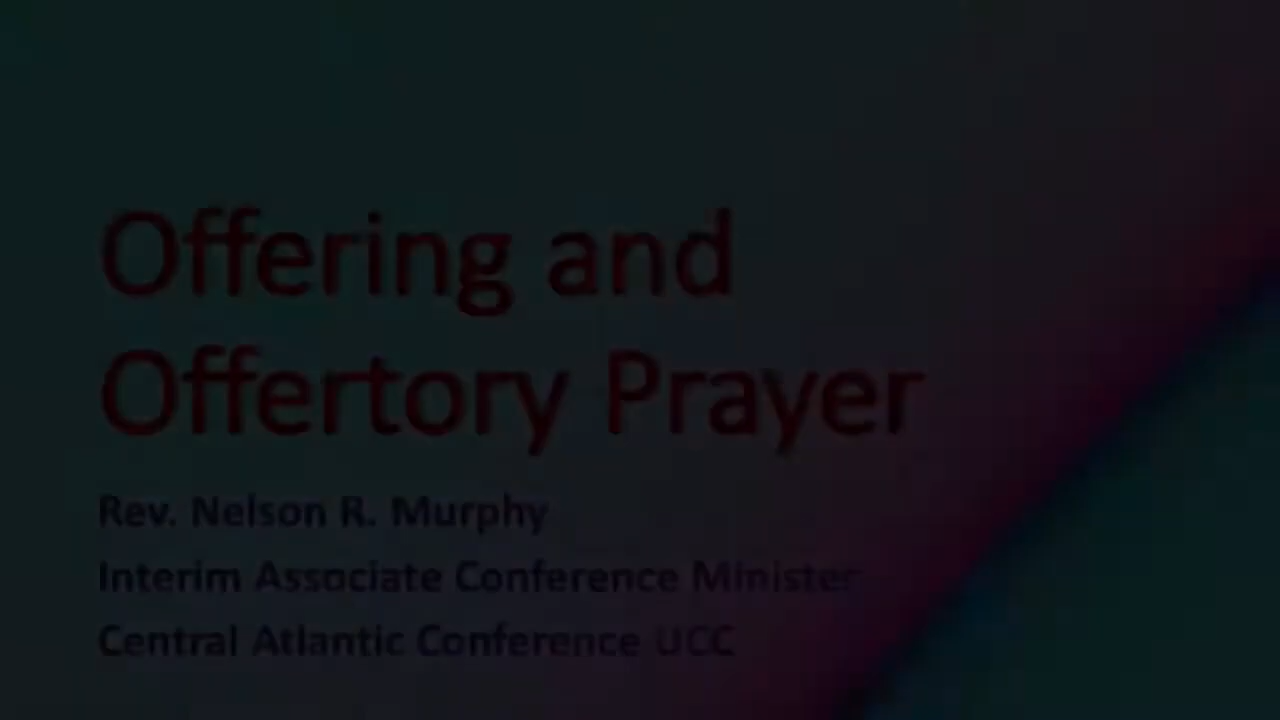 Offering and
Offertory Prayer
Rev. Nelson R. Murphy
Interim Associate Conference Minister
Central Atlantic Conference UCC